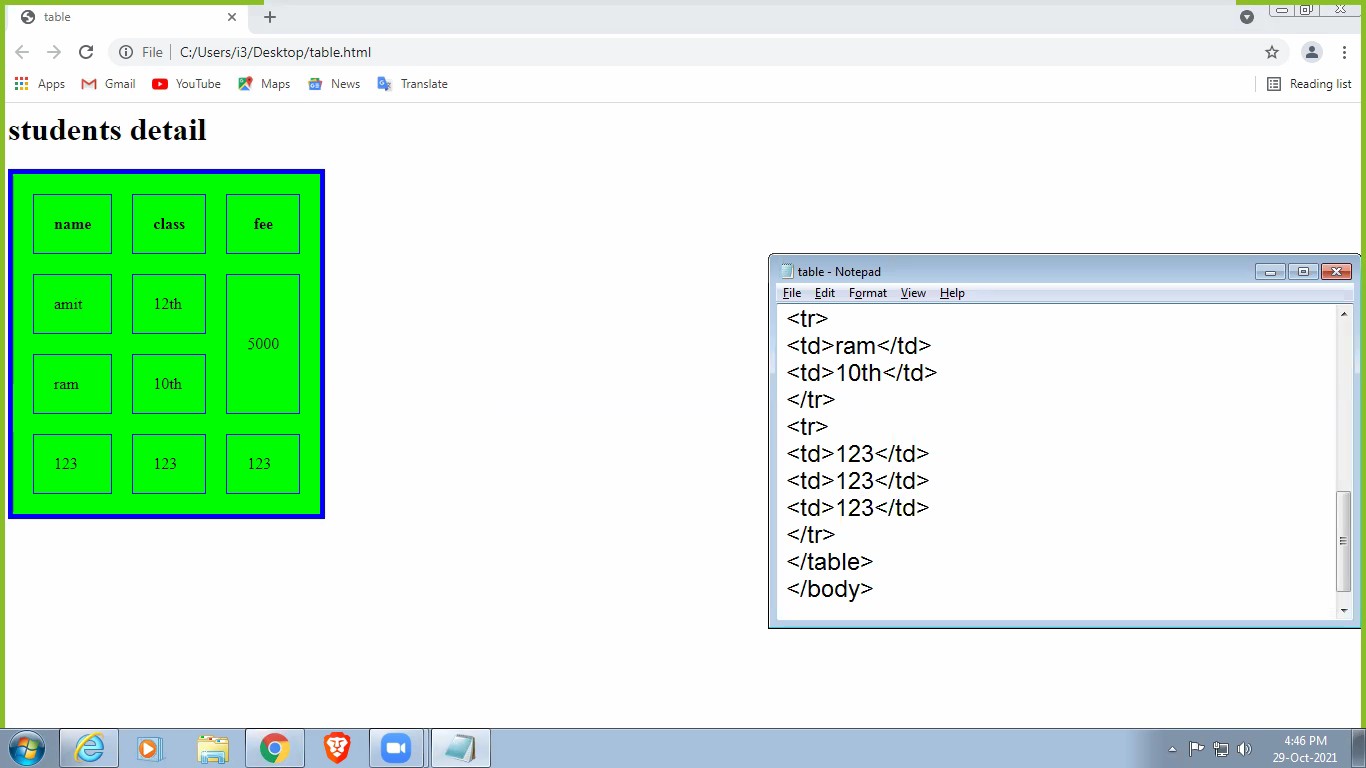 table
File
C:/Users/i3/Desktop/table.html
Apps Gmail YouTube Maps News Translate
Reading list
students detail
name class fee
amit 12th
5000
ram 10th
123 123 123
table - Notepad
File Edit Format View Help
<tr>
<td>ram</td>
<td>10th</td>
</tr>
<tr>
<td>123</td>
<td>123</td>
<td>123</td>
</tr>
</table>
</body>
4:46 PM
29-Oct-2021